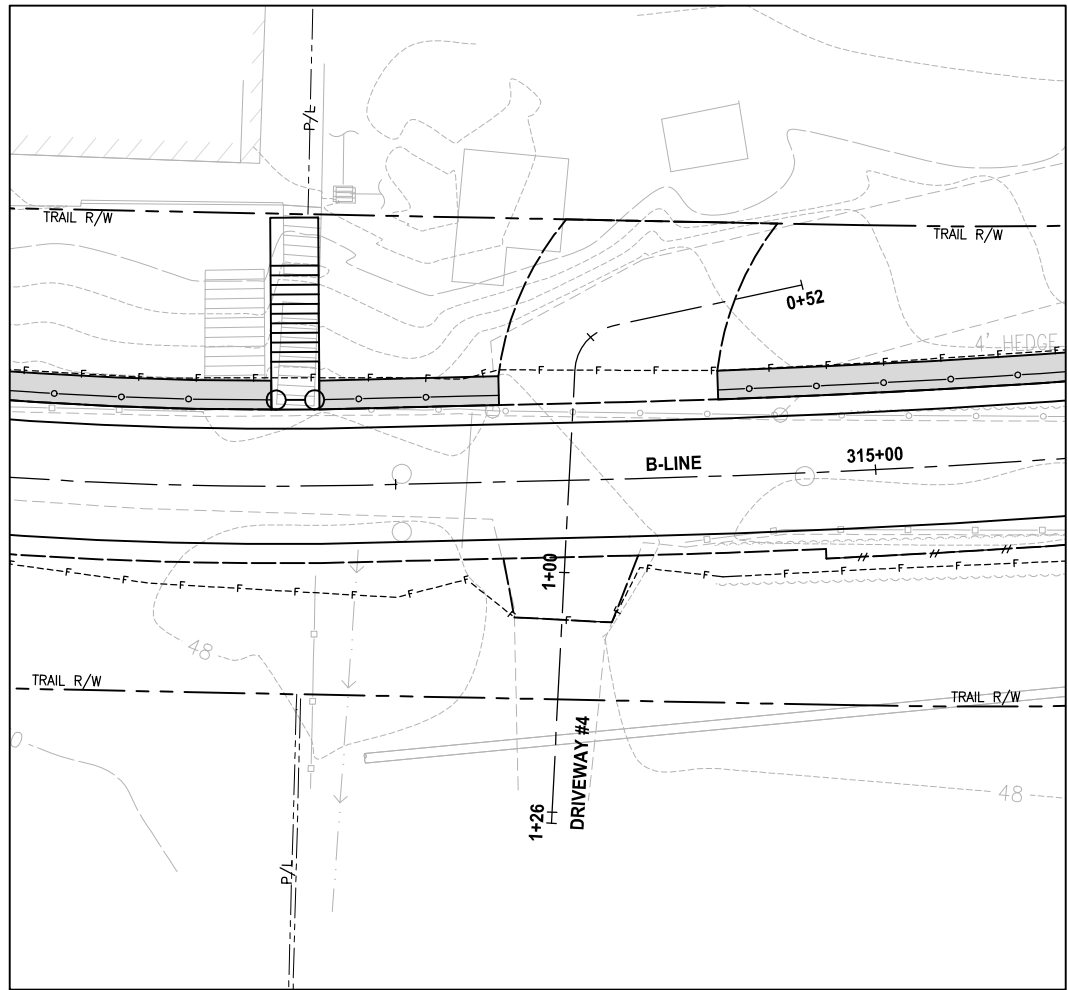 P/L
TRAIL R/W
TRAIL R/W
0+52
4' HEDGE
F F F F F F F F F
F F F F F F
B-LINE
315+00
1+00
F F F F F
F F F F F F
F F
48
TRAIL R/W
TRAIL R/W
0
DRIVEWAY #4
48
1+26
P/L